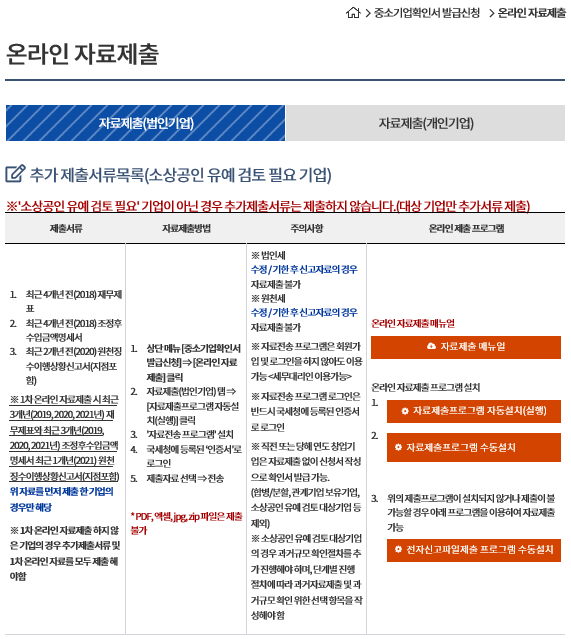 중소기업확인서 발급신청 > 온라인 자료제출
온라인 자료제출
자료제출(법인기업)
자료제출(개인기업)
추가 제출서류목록(소상공인 유예 검토 필요 기업)
※'소상공인 유예 검토 필요' 기업이 아닌 경우 추가제출서류는 제출하지 않습니다.(대상 기업만 추가서류 제출)
제출서류
자료제출방법
주의사항
온라인 제출 프로그램
1. 최근 4개년 전(2018) 재무제
표
2. 최근 4개년 전(2018) 조정후
수입금액명세서
3. 최근 2개년 전(2020) 원천징
수이행상황신고서(지점포
함)
※ 1차 온라인 자료제출 시 최근
3개년(2019, 2020, 2021년) 재
무제표와 최근 3개년(2019,
2020, 2021년) 조정후수입금액
명세서 최근 1개년(2021) 원천
징수이행상황신고서(지점포함)
위 자료를 먼저 제출 한 기업의
경우만 해당
※ 1차 온라인 자료제출 하지 않
은 기업의 경우 추가제출서류 및
1차 온라인 자료를 모두 제출 해
야함
1. 상단 메뉴 [중소기업확인서
발급신청]⇒[온라인 자료
제출] 클릭
2. 자료제출(법인기업) 탭 ⇒
[자료제출프로그램 자동설
치(실행)] 클릭
3. '자료전송 프로그램' 설치
4. 국세청에 등록된 '인증서'로
로그인
5. 제출자료 선택 ⇒ 전송
* PDF, 엑셀, jpg, zip 파일은 제출
불가
※ 법인세
수정 / 기한 후 신고자료의 경우
자료제출 불가
※ 원천세
수정 / 기한 후 신고자료의 경우
자료제출 불가
※ 자료전송 프로그램은 회원가
입 및 로그인을 하지 않아도 이용
가능 <세무대리인 이용가능>
※ 자료전송 프로그램 로그인은
반드시 국세청에 등록된 인증서
로 로그인
※ 직전 또는 당해 연도 창업기
업은 자료제출 없이 신청서 작성
으로 확인서 발급 가능.
(합병/분할, 관계기업 보유기업,
소상공인 유예 검토 대상기업 등
제외)
※ 소상공인 유예 검토 대상기업
의 경우 과거규모 확인절차를 추
가 진행해야 하며, 단계별 진행
절차에 따라 과거자료제출 및 과
거규모 확인 위한 선택 항목을 작
성해야 함
온라인 자료제출 매뉴얼
자료제출 매뉴얼
온라인 자료제출 프로그램 설치
1. 자료제출프로그램 자동설치(실행)
2. 자료제출프로그램 수동설치
3. 위의 제출프로그램이 설치되지 않거나 제출이 불
가능할 경우 아래 프로그램을 이용하여 자료제출
가능
전자신고파일제출 프로그램 수동설치